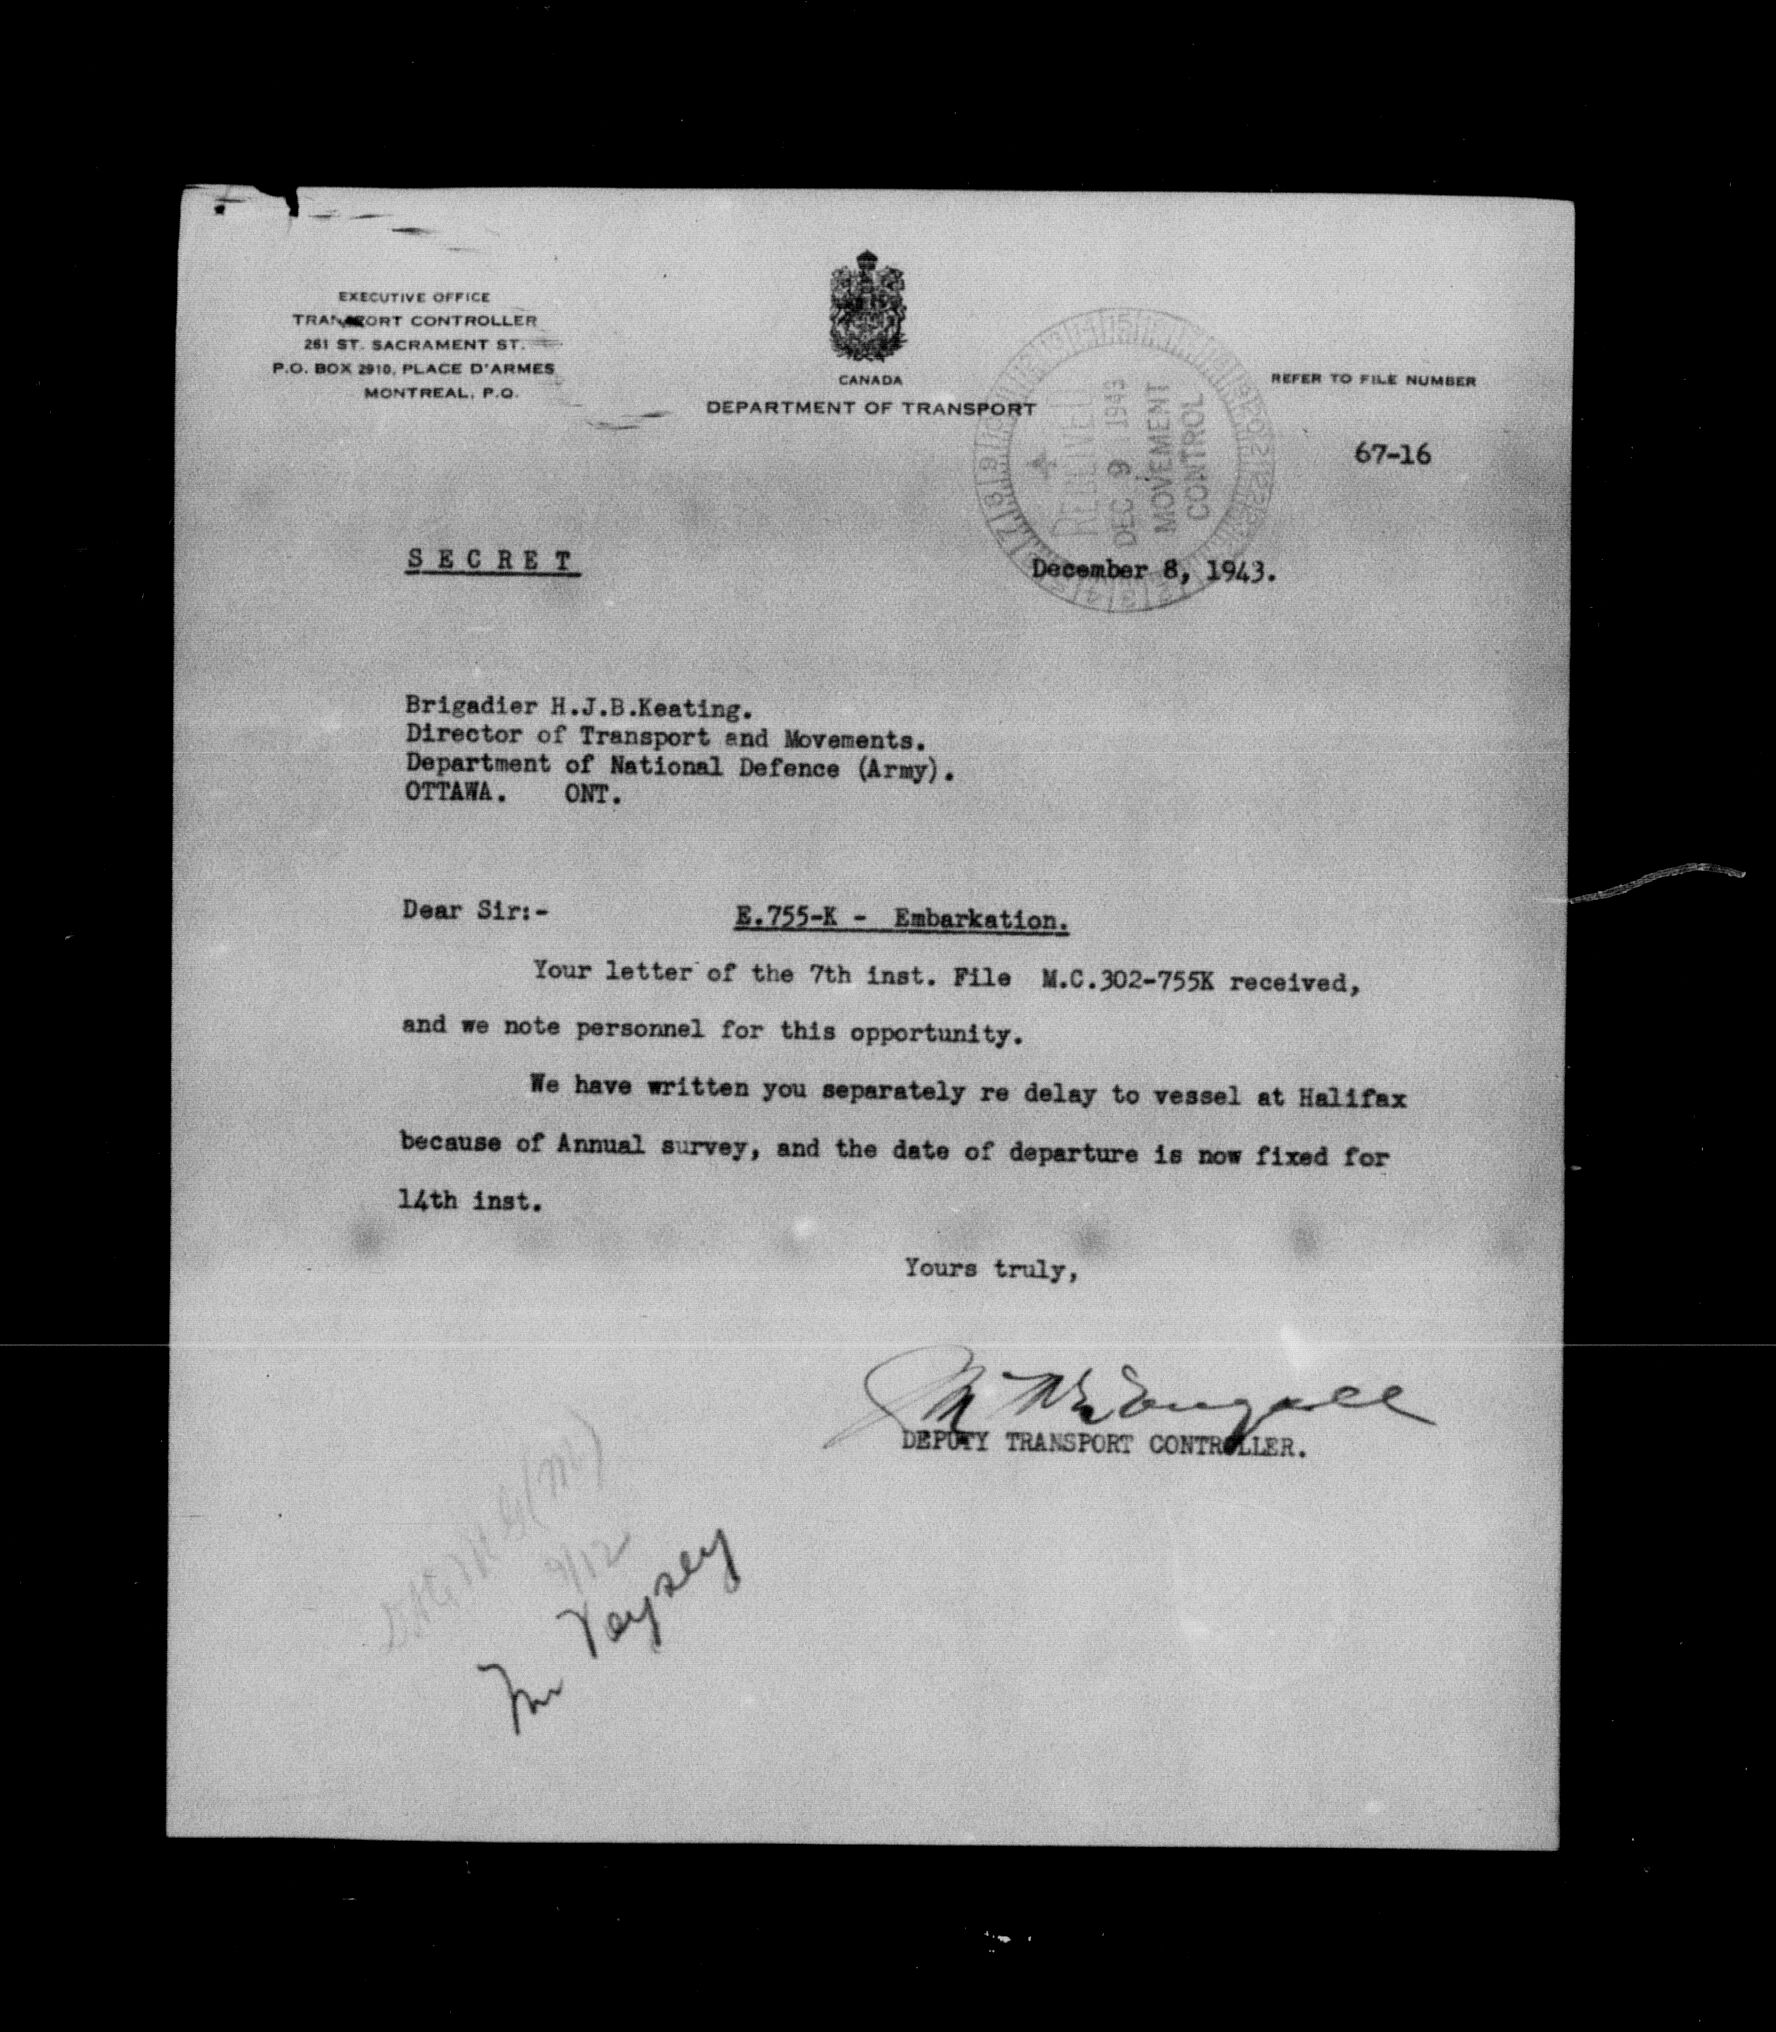 EXECUTIVE OFFICE
TRANSPORT CONTROLLER
261 ST. SACRAMENT ST.
P.O. BOX 2910, PLACE D'ARMES
MONTREAL, P.Q.
CANADA
DEPARTMENT OF TRANSPORT
REFER TO FILE NUMBER
67-16
RECEIVED
DEC 9 1943
MOVEMENT
CONTROL
SECRET
December 8, 1943.
Brigadier H.J.B.Keating.
Director of Transport and Movements.
Department of National Defence (Army).
OTTAWA. ONT.
Dear Sir:-
E.755-K - Embarkation.
Your letter of the 7th inst. File M.C.302-755K received,
and we note personnel for this opportunity.
We have written you separately re delay to vessel at Halifax
because of Annual survey, and the date of departure is now fixed for
14th inst.
Yours truly,
McDougall
DEPUTY TRANSPORT CONTROLLER.
9/12
Veysey